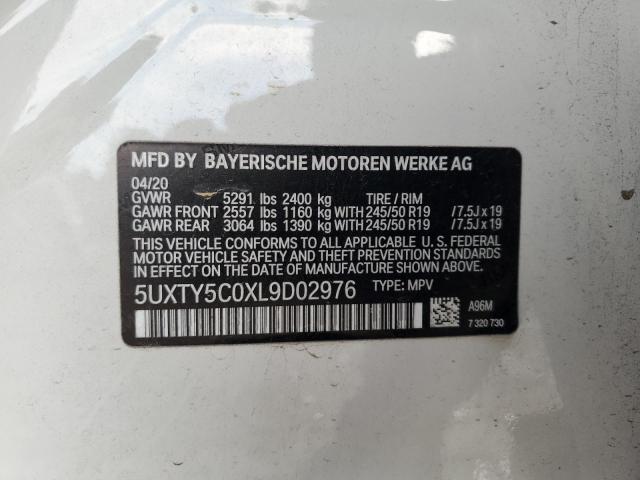 MFD BY BAYERISCHE MOTOREN WERKE AG
04/20
GVWR 5291 lbs 2400 kg TIRE / RIM
GAWR FRONT 2557 lbs 1160 kg WITH 245/50 R19 / 7.5J x 19
GAWR REAR 3064 lbs 1390 kg WITH 245/50 R19 / 7.5J x 19
THIS VEHICLE CONFORMS TO ALL APPLICABLE U. S. FEDERAL
MOTOR VEHICLE SAFETY AND THEFT PREVENTION
STANDARDS IN EFFECT ON THE DATE OF MANUFACTURE
5UXTY5C0XL9D02976 TYPE: MPV
A96M
7 320 730